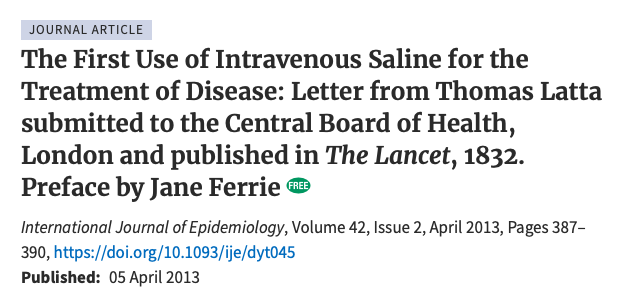 JOURNAL ARTICLE
The First Use of Intravenous Saline for the
Treatment of Disease: Letter from Thomas Latta
submitted to the Central Board of Health,
London and published in The Lancet, 1832.
Preface by Jane Ferrie FREE
International Journal of Epidemiology, Volume 42, Issue 2, April 2013, Pages 387–
390, https://doi.org/10.1093/ije/dyt045
Published: 05 April 2013